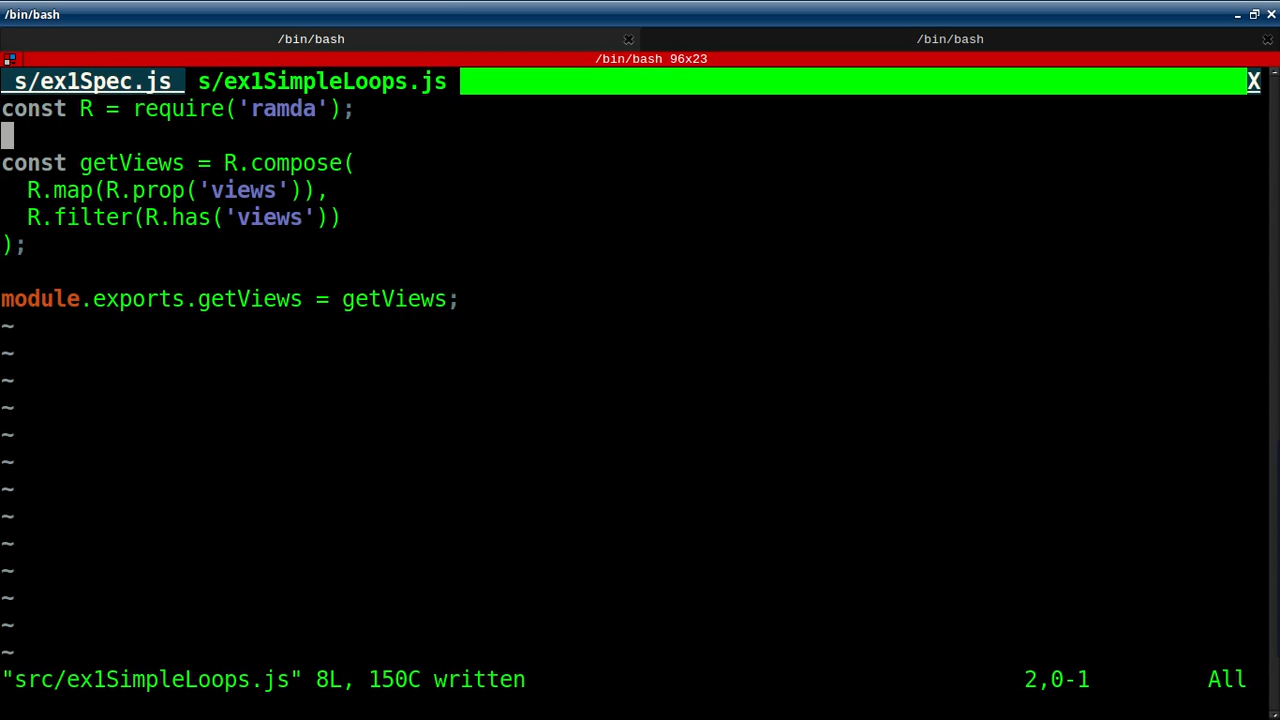 /bin/bash
/bin/bash /bin/bash
/bin/bash 96x23
s/ex1Spec.js s/ex1SimpleLoops.js X
const R = require('ramda');
const getViews = R.compose(
  R.map(R.prop('views')),
  R.filter(R.has('views'))
);
module.exports.getViews = getViews;
~
~
~
~
~
~
~
~
~
~
~
~
~
"src/ex1SimpleLoops.js" 8L, 150C written 2,0-1 All